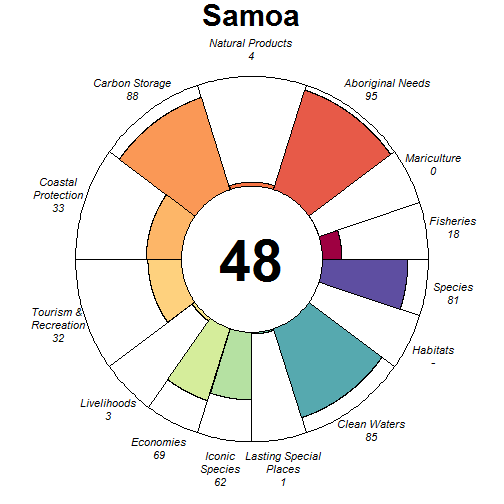 Samoa
Natural Products
4
Carbon Storage
88
Aboriginal Needs
95
Mariculture
0
Coastal
Protection
33
Fisheries
18
48
Species
81
Tourism &
Recreation
32
Habitats
-
Livelihoods
3
Clean Waters
85
Economies
69
Iconic
Species
62
Lasting Special
Places
1